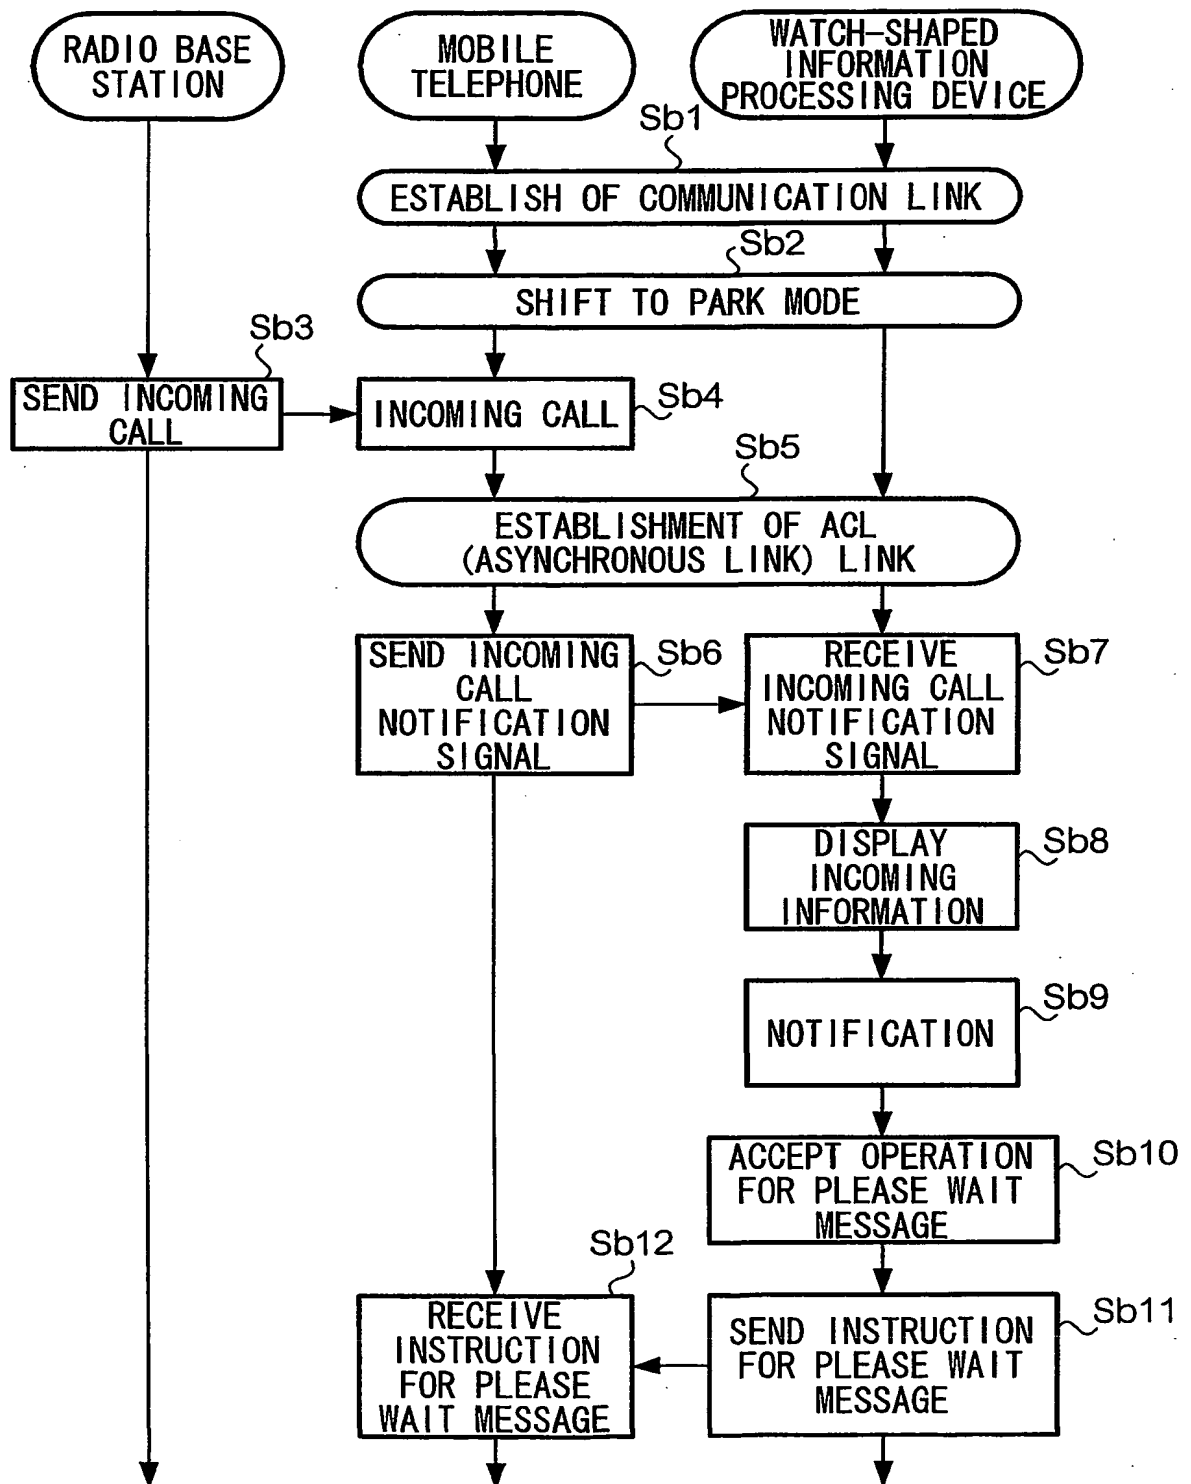 RADIO BASE
STATION
MOBILE
TELEPHONE
WATCH-SHAPED
INFORMATION
PROCESSING DEVICE
Sb1
ESTABLISH OF COMMUNICATION LINK
Sb2
SHIFT TO PARK MODE
Sb3
SEND INCOMING
CALL
INCOMING CALL
Sb4
Sb5
ESTABLISHMENT OF ACL
(ASYNCHRONOUS LINK) LINK
SEND INCOMING
CALL
NOTIFICATION
SIGNAL
Sb6
RECEIVE
INCOMING CALL
NOTIFICATION
SIGNAL
Sb7
DISPLAY
INCOMING
INFORMATION
Sb8
NOTIFICATION
Sb9
ACCEPT OPERATION
FOR PLEASE WAIT
MESSAGE
Sb10
Sb12
RECEIVE
INSTRUCTION
FOR PLEASE
WAIT MESSAGE
SEND INSTRUCTION
FOR PLEASE WAIT
MESSAGE
Sb11